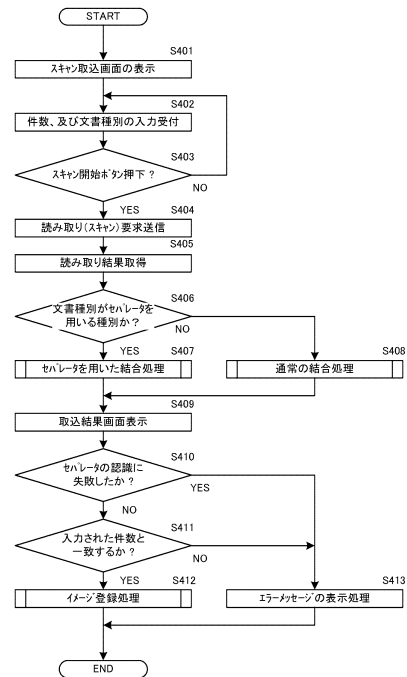 START
S401
スキャン取込画面の表示
S402
件数、及び文書種別の入力受付
S403
スキャン開始ボタン押下？
NO
YES
S404
読み取り(スキャン)要求送信
S405
読み取り結果取得
S406
文書種別がセパレータを
用いる種別か？
NO
YES
S407
セパレータを用いた結合処理
S408
通常の結合処理
S409
取込結果画面表示
S410
セパレータの認識に
失敗したか？
YES
NO
S411
入力された件数と
一致するか？
NO
YES
S412
イメージ登録処理
S413
エラーメッセージの表示処理
END